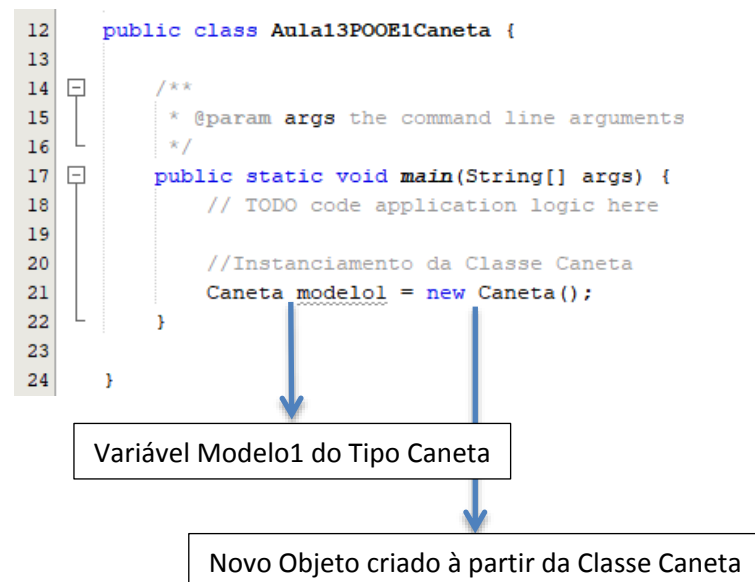 12 public class Aula13POOE1Caneta {
13
14 /**
15 * @param args the command line arguments
16 */
17 public static void main(String[] args) {
18 // TODO code application logic here
19
20 //Instanciamento da Classe Caneta
21 Caneta modelo1 = new Caneta();
22 }
23
24 }
Variável Modelo1 do Tipo Caneta
Novo Objeto criado à partir da Classe Caneta